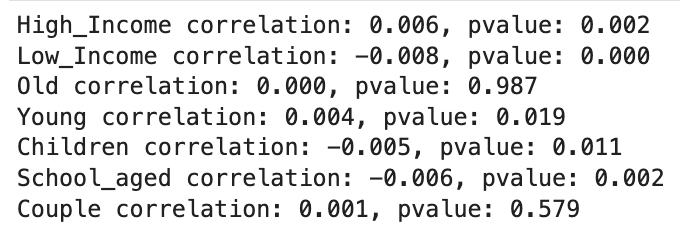 High_Income correlation: 0.006, pvalue: 0.002
Low_Income correlation: −0.008, pvalue: 0.000
Old correlation: 0.000, pvalue: 0.987
Young correlation: 0.004, pvalue: 0.019
Children correlation: −0.005, pvalue: 0.011
School_aged correlation: −0.006, pvalue: 0.002
Couple correlation: 0.001, pvalue: 0.579